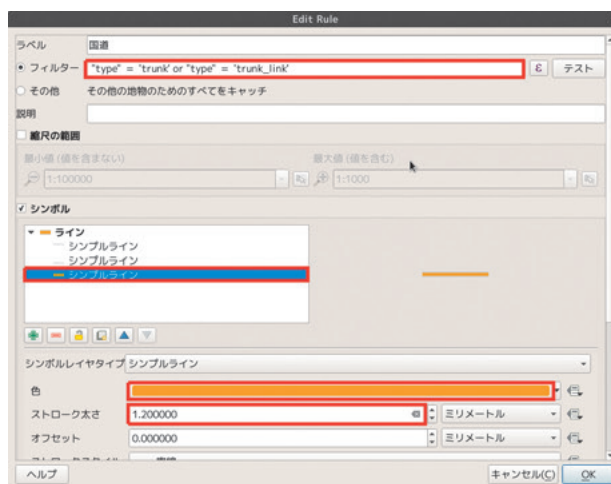 Edit Rule
ラベル 国道
フィルター "type" = 'trunk' or "type" = 'trunk_link' ε テスト
その他 その他の地物のためのすべてをキャッチ
説明
縮尺の範囲
最小値 (値を含まない) 最大値 (値を含む)
1:100000 1:1000
シンボル
ライン
シンプルライン
シンプルライン
シンプルライン
シンボルレイヤタイプ シンプルライン
色
ストローク太さ 1.200000 ミリメートル
オフセット 0.000000 ミリメートル
ヘルプ キャンセル(C) OK